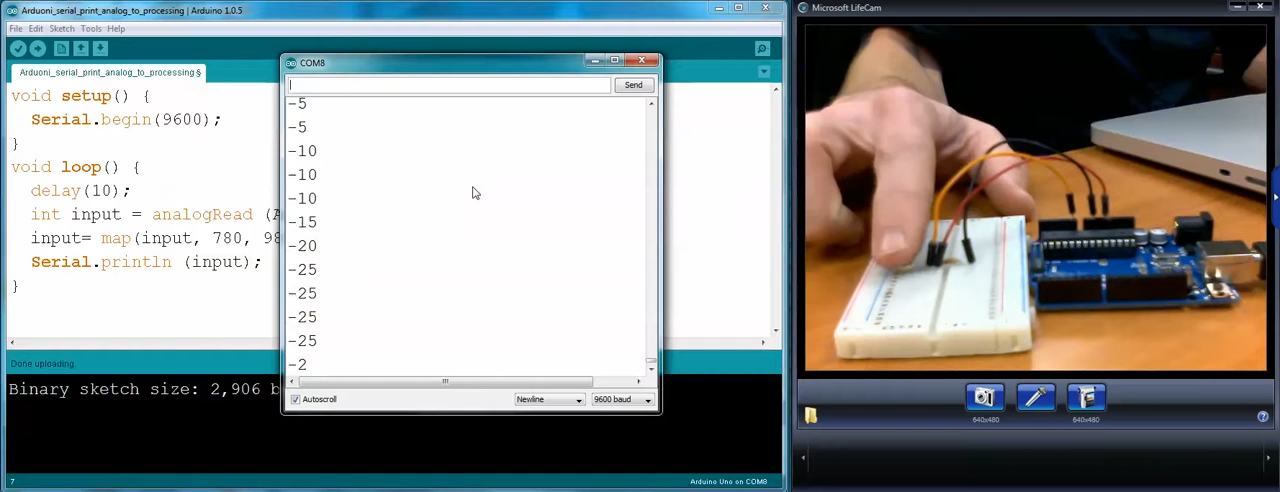 Arduoni_serial_print_analog_to_processing | Arduino 1.0.5
File Edit Sketch Tools Help
Arduoni_serial_print_analog_to_processing §
void setup() {
Serial.begin(9600);
}
void loop() {
delay(10);
int input = analogRead (
input= map(input, 780, 98
Serial.println (input);
}
Done uploading.
Binary sketch size: 2,906 b
7
Arduino Uno on COM8
COM8
Send
-5
-5
-10
-10
-10
-15
-20
-25
-25
-25
-25
-2
Autoscroll
Newline
9600 baud
Microsoft LifeCam
640x480
640x480